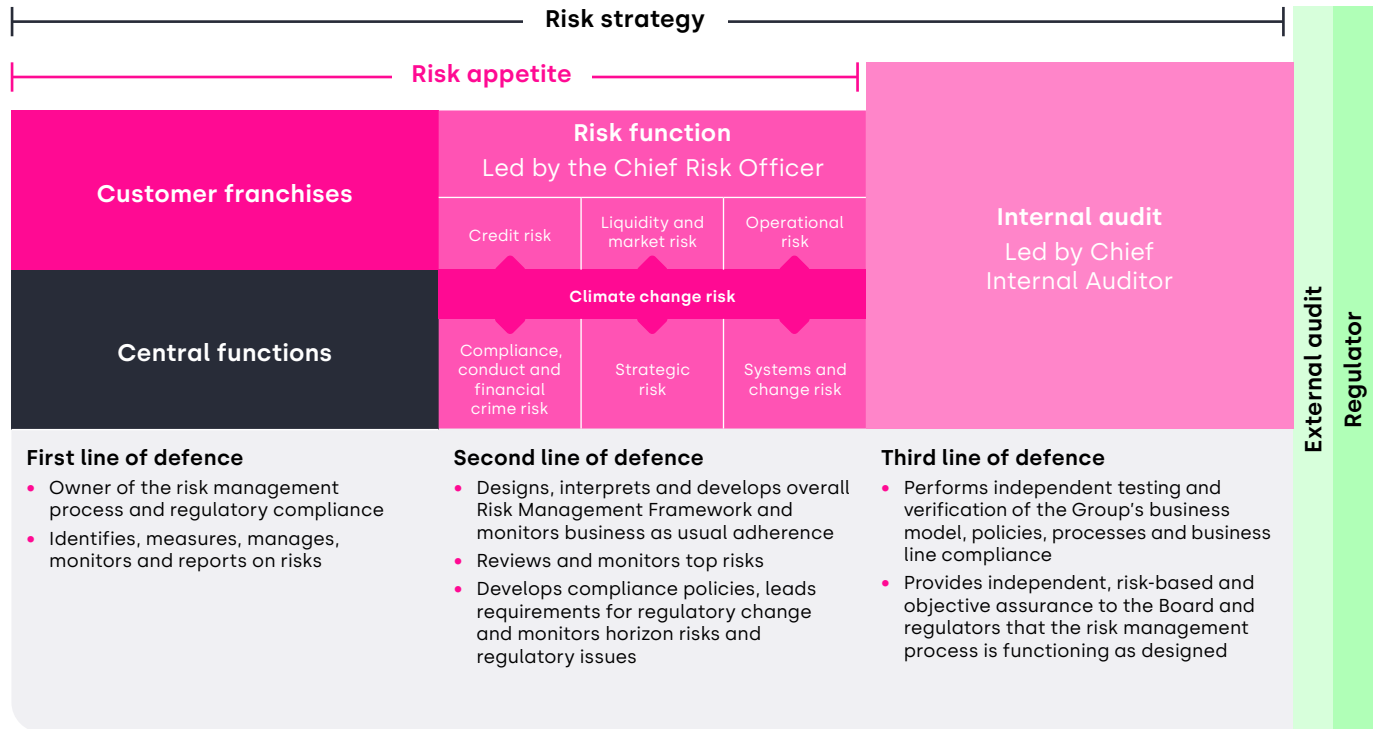 Risk strategy
Risk appetite
Customer franchises
Central functions
Risk function
Led by the Chief Risk Officer
Credit risk
Liquidity and
market risk
Operational
risk
Climate change risk
Compliance,
conduct and
financial
crime risk
Strategic
risk
Systems and
change risk
Internal audit
Led by Chief
Internal Auditor
First line of defence
• Owner of the risk management
process and regulatory compliance
• Identifies, measures, manages,
monitors and reports on risks
Second line of defence
• Designs, interprets and develops overall
Risk Management Framework and
monitors business as usual adherence
• Reviews and monitors top risks
• Develops compliance policies, leads
requirements for regulatory change
and monitors horizon risks and
regulatory issues
Third line of defence
• Performs independent testing and
verification of the Group's business
model, policies, processes and business
line compliance
• Provides independent, risk-based and
objective assurance to the Board and
regulators that the risk management
process is functioning as designed
External audit
Regulator